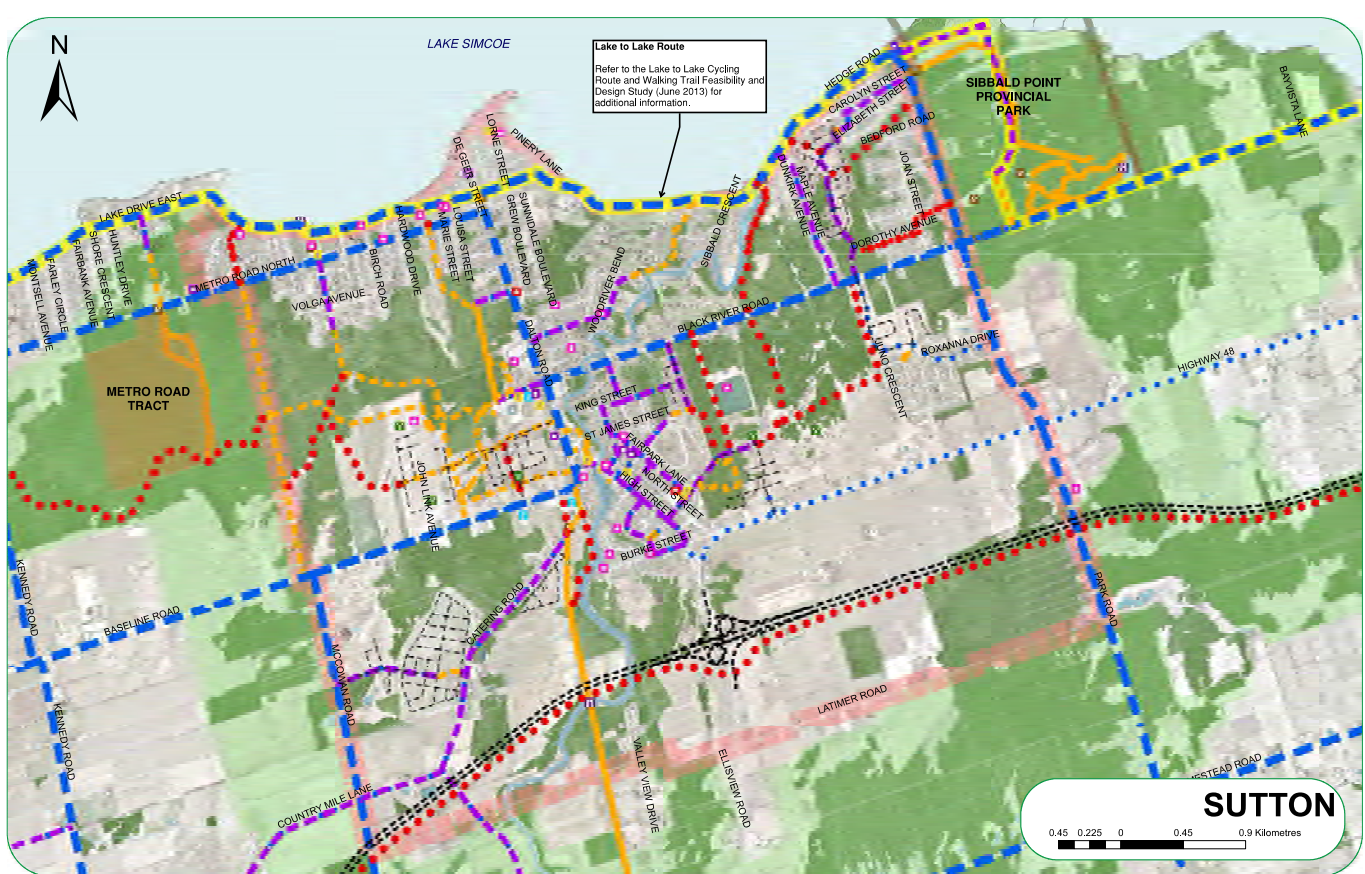 N
LAKE SIMCOE
Lake to Lake Route
Refer to the Lake to Lake Cycling
Route and Walking Trail Feasibility and
Design Study (June 2013) for
additional information.
HEDGE ROAD
CAROLYN STREET
ELIZABETH STREET
BEDFORD ROAD
SIBBALD POINT
PROVINCIAL
PARK
BAYVISTA LANE
LORNE STREET
PINERY LANE
DE GEER STREET
JOAN STREET
DUNKIRK AVENUE
MAPLE AVENUE
DOROTHY AVENUE
LAKE DRIVE EAST
HUNTLEY DRIVE
SHORE CRESCENT
FAIRBANK AVENUE
FARLEY CIRCLE
MONTSELL AVENUE
METRO ROAD NORTH
VOLGA AVENUE
BIRCH ROAD
HARDWOOD DRIVE
MARIE STREET
LOUISA STREET
GREW BOULEVARD
SUNNIDALE BOULEVARD
WOODRIVER BEND
SIBBALD CRESCENT
BLACK RIVER ROAD
DALTON ROAD
ROXANNA DRIVE
HIGHWAY 48
METRO ROAD
TRACT
KING STREET
ST JAMES STREET
FAIRPARK LANE
NORTH STREET
HIGH STREET
BURKE STREET
JOHN LINK AVENUE
KENNEDY ROAD
BASELINE ROAD
CATERING ROAD
MCCOWAN ROAD
PARK ROAD
KENNEDY ROAD
LATIMER ROAD
VALLEY VIEW DRIVE
ELLISVIEW ROAD
COUNTRY MILE LANE
SUTTON
0.45 0.225 0 0.45 0.9 Kilometres